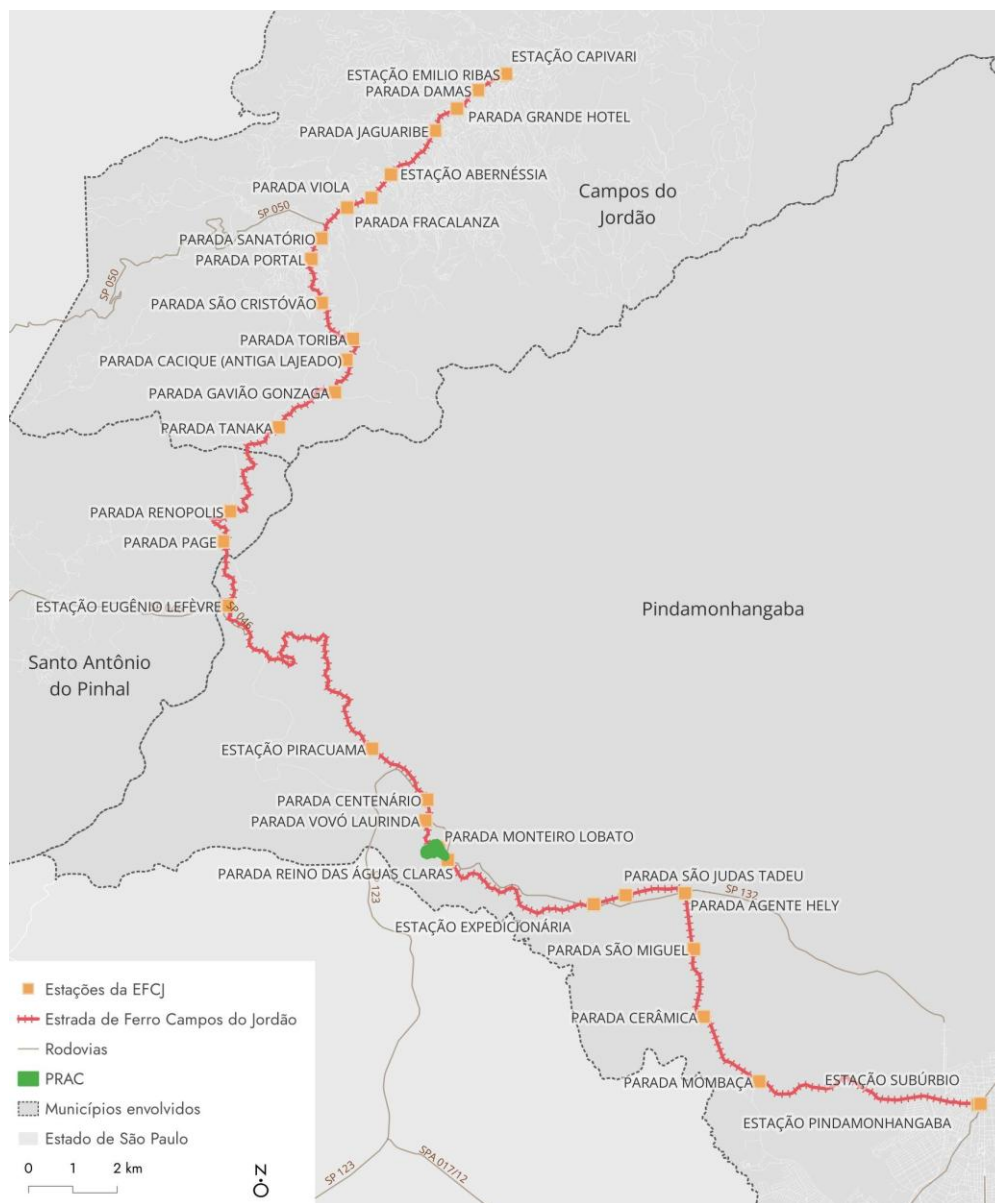 ESTAÇÃO CAPIVARI
ESTAÇÃO EMILIO RIBAS
PARADA DAMAS
PARADA GRANDE HOTEL
PARADA JAGUARIBE
ESTAÇÃO ABERNÉSSIA
PARADA VIOLA
Campos do
Jordão
SP 050
PARADA FRACALANZA
PARADA SANATÓRIO
PARADA PORTAL
SP 050
PARADA SÃO CRISTÓVÃO
PARADA TORIBA
PARADA CACIQUE (ANTIGA LAJEADO)
PARADA GAVIÃO GONZAGA
PARADA TANAKA
PARADA RENOPOLIS
PARADA PAGE
ESTAÇÃO EUGÊNIO LEFÈVRE
SP 046
Pindamonhangaba
Santo Antônio
do Pinhal
ESTAÇÃO PIRACUAMA
PARADA CENTENÁRIO
PARADA VOVÓ LAURINDA
PARADA MONTEIRO LOBATO
PARADA REINO DAS ÁGUAS CLARAS
PARADA SÃO JUDAS TADEU
SP 132
123
PARADA AGENTE HELY
ESTAÇÃO EXPEDICIONÁRIA
PARADA SÃO MIGUEL
PARADA CERÂMICA
PARADA MOMBAÇA
ESTAÇÃO SUBÚRBIO
ESTAÇÃO PINDAMONHANGABA
Estações da EFCJ
Estrada de Ferro Campos do Jordão
Rodovias
PRAC
Municípios envolvidos
Estado de São Paulo
0 1 2 km
N
SP 123
SPA 017/12